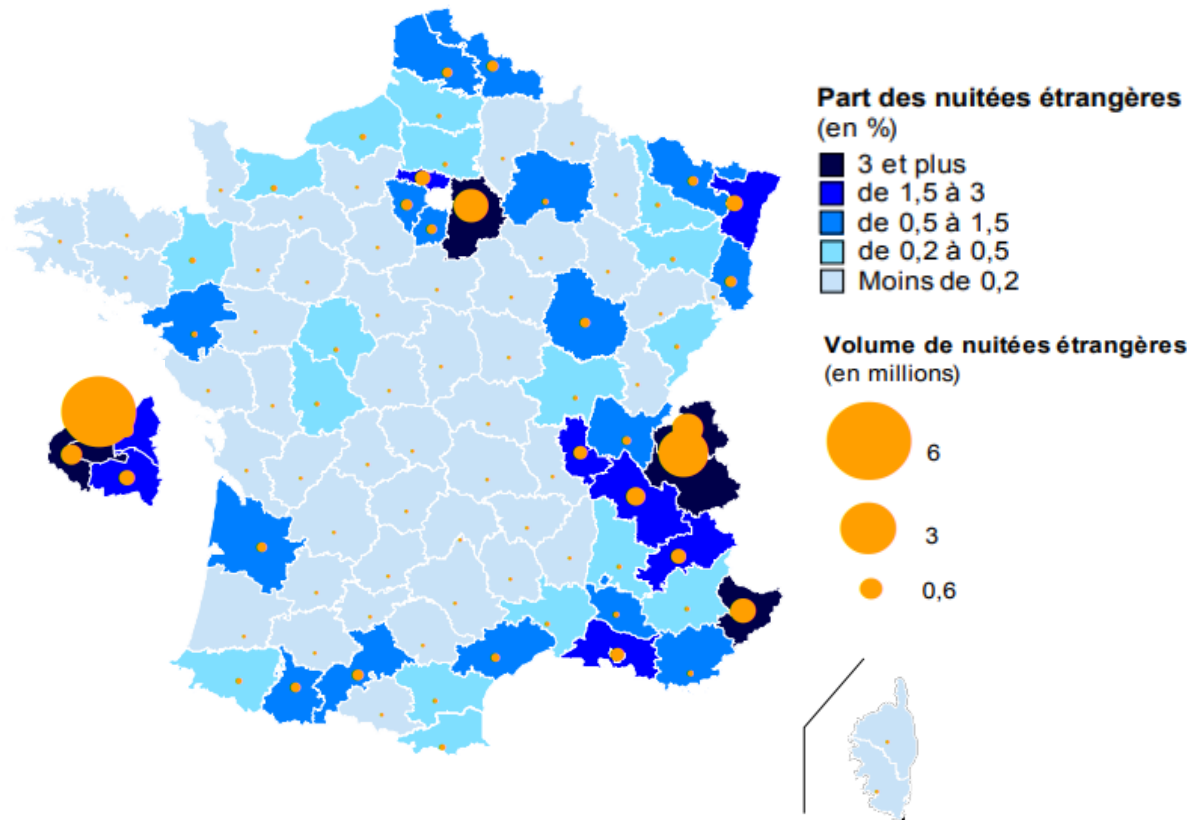 Part des nuitées étrangères
(en %)
3 et plus
de 1,5 à 3
de 0,5 à 1,5
de 0,2 à 0,5
Moins de 0,2
Volume de nuitées étrangères
(en millions)
6
3
0,6